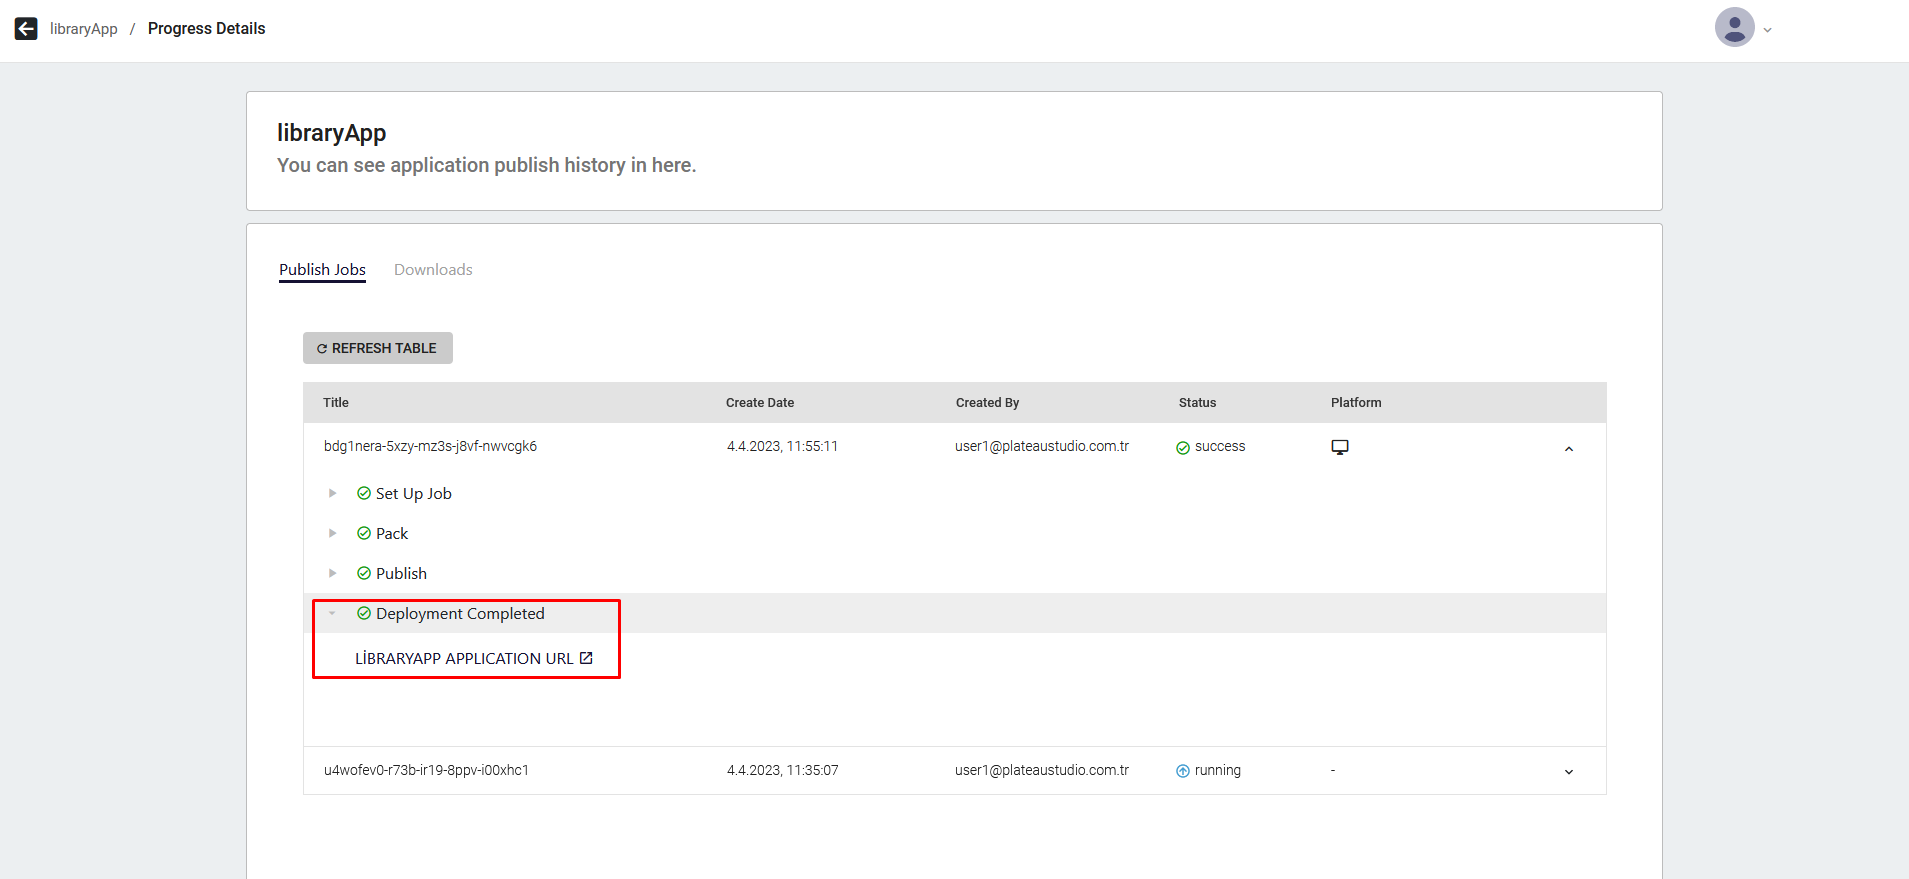 libraryApp / Progress Details
libraryApp
You can see application publish history in here.
Publish Jobs Downloads
REFRESH TABLE
Title Create Date Created By Status Platform
bdg1nera-5xzy-mz3s-j8vf-nwvcgk6 4.4.2023, 11:55:11 user1@plateaustudio.com.tr success
Set Up Job
Pack
Publish
Deployment Completed
LİBRARYAPP APPLICATION URL
u4wofev0-r73b-ir19-8ppv-i00xhc1 4.4.2023, 11:35:07 user1@plateaustudio.com.tr running -